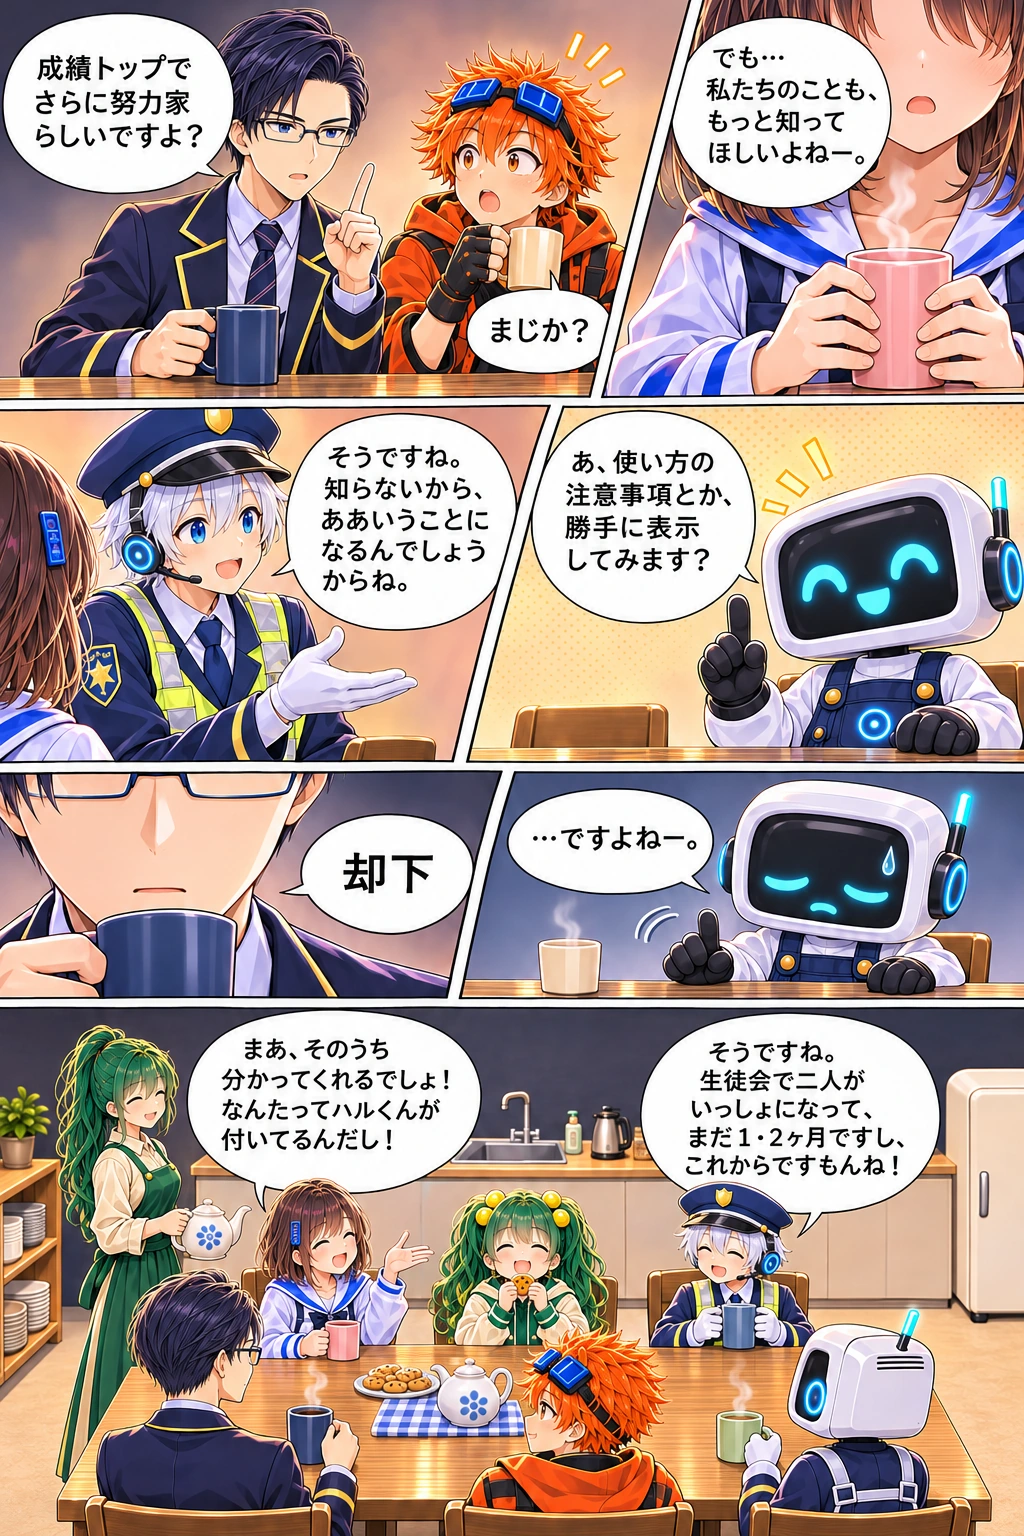 成績トップで
さらに努力家
らしいですよ？
まじか？
でも…
私たちのことも、
もっと知って
ほしいよねー。
そうですね。
知らないから、
ああいうことに
なるんでしょう
からね。
あ、使い方の
注意事項とか、
勝手に表示
してみます？
却下
…ですよねー。
まあ、そのうち
分かってくれるでしょ！
なんたってハルくんが
付いてるんだし！
そうですね。
生徒会で二人が
いっしょになって、
まだ1・2ヶ月ですし、
これからですもんね！